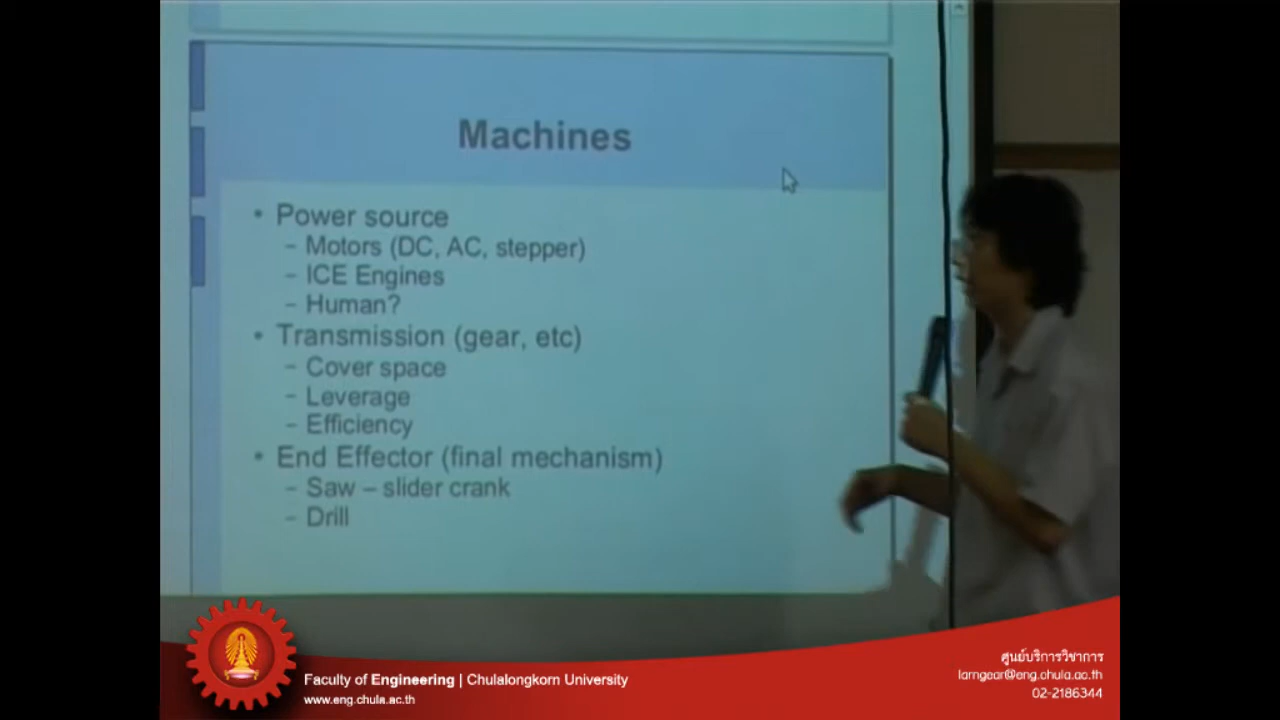 Machines
• Power source
– Motors (DC, AC, stepper)
– ICE Engines
– Human?
• Transmission (gear, etc)
– Cover space
– Leverage
– Efficiency
• End Effector (final mechanism)
– Saw – slider crank
– Drill
Faculty of Engineering | Chulalongkorn University
www.eng.chula.ac.th
ศูนย์บริการวิชาการ
larngear@eng.chula.ac.th
02-2186344